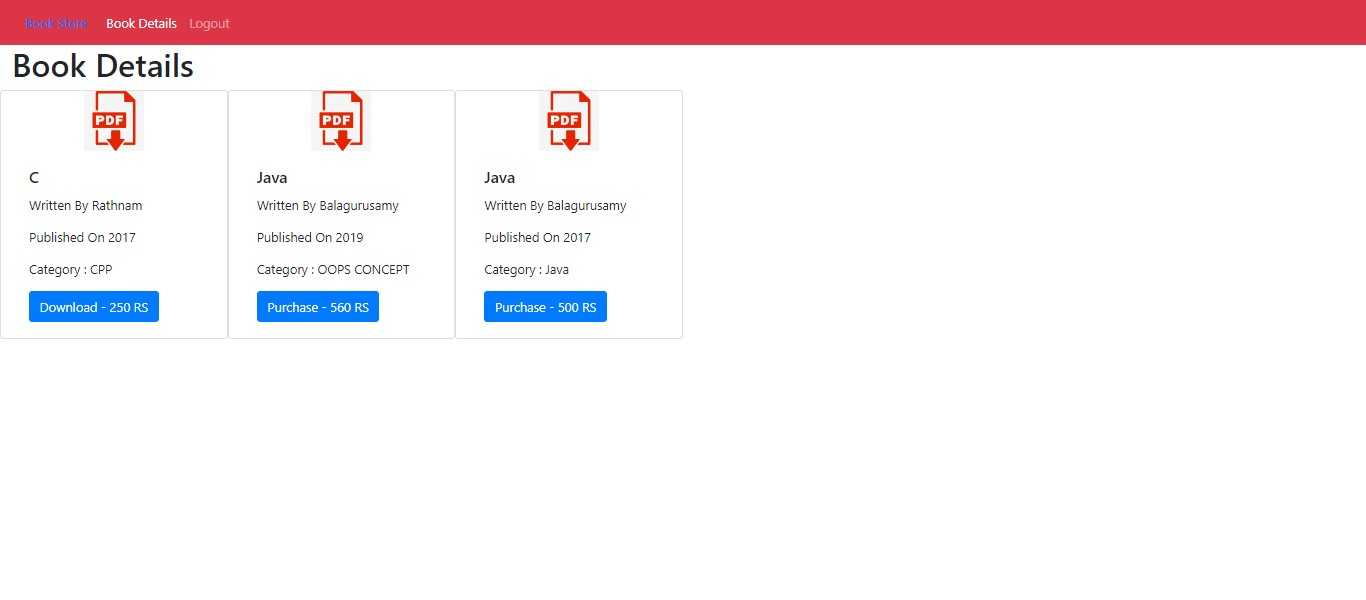 Book Store Book Details Logout
Book Details
PDF PDF PDF
C
Written By Rathnam
Published On 2017
Category : CPP
Download - 250 RS
Java
Written By Balagurusamy
Published On 2019
Category : OOPS CONCEPT
Purchase - 560 RS
Java
Written By Balagurusamy
Published On 2017
Category : Java
Purchase - 500 RS